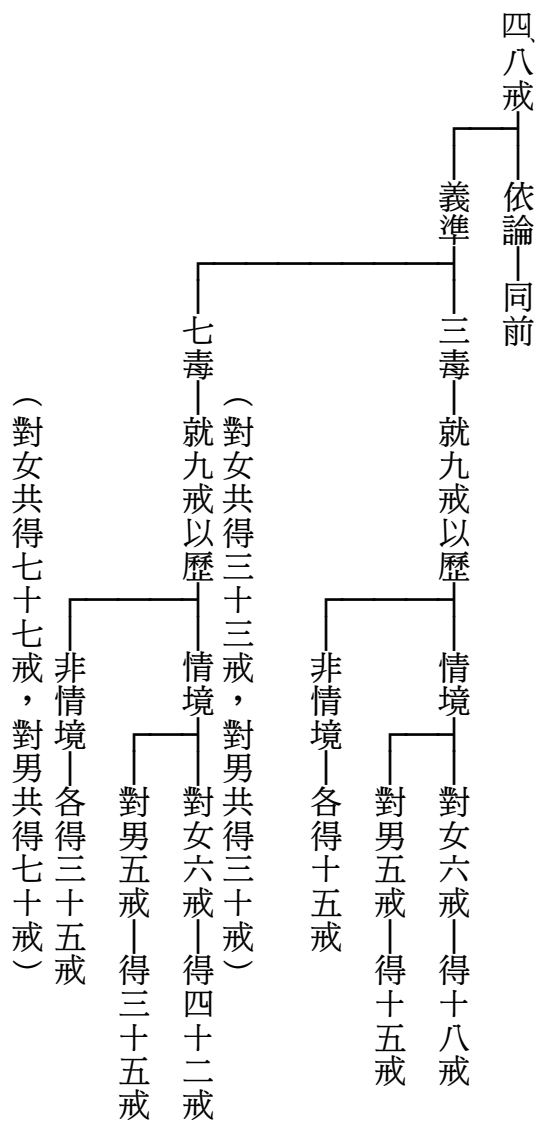 四、八戒
依論
同前
義準
三毒
就九戒以歷
情境
對女六戒
得十八戒
對男五戒
得十五戒
非情境
各得十五戒
（對女共得三十三戒，對男共得三十戒）
七毒
就九戒以歷
情境
對女六戒
得四十二戒
對男五戒
得三十五戒
非情境
各得三十五戒
（對女共得七十七戒，對男共得七十戒）